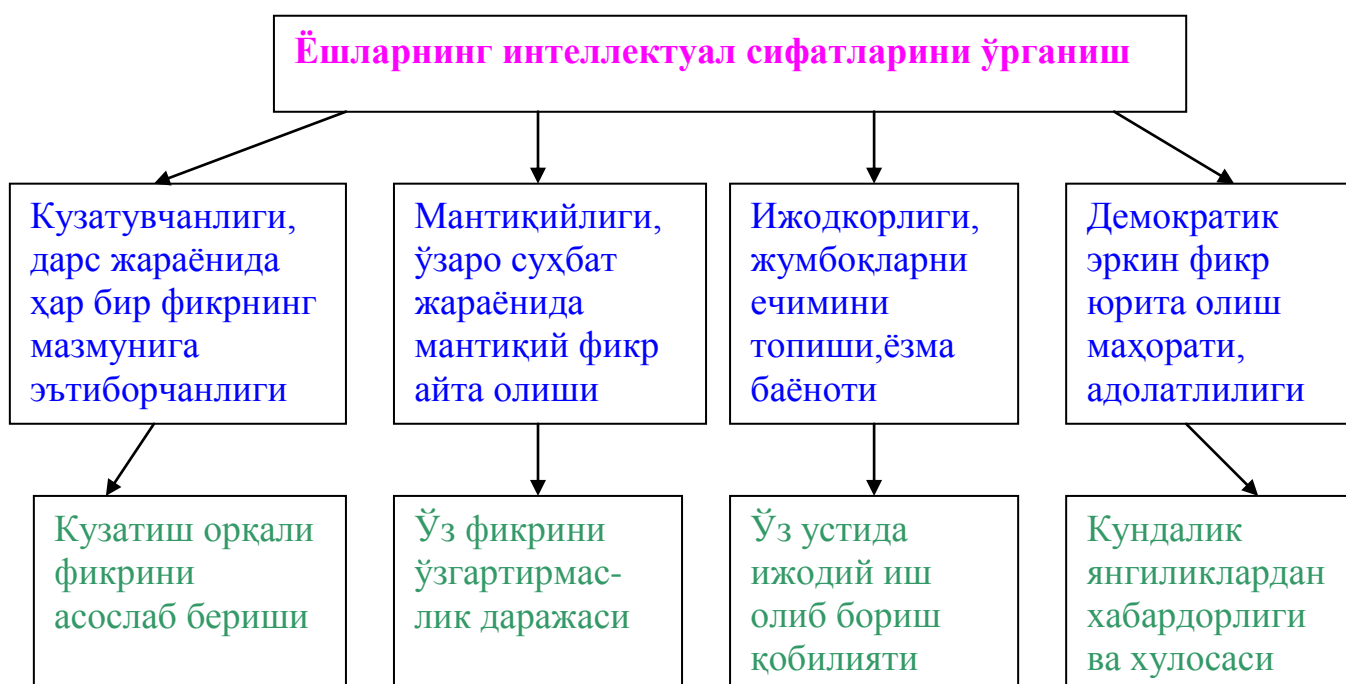 Ёшларнинг интеллектуал сифатларини ўрганиш
Кузатувчанлиги,
дарс жараёнида
ҳар бир фикрнинг
мазмунига
эътиборчанлиги
Мантиқийлиги,
ўзаро суҳбат
жараёнида
мантиқий фикр
айта олиши
Ижодкорлиги,
жумбоқларни
ечимини
топиши,ёзма
баёноти
Демократик
эркин фикр
юрита олиш
маҳорати,
адолатлилиги
Кузатиш орқали
фикрини
асослаб бериши
Ўз фикрини
ўзгартирмас-
лик даражаси
Ўз устида
ижодий иш
олиб бориш
қобилияти
Кундалик
янгиликлардан
хабардорлиги
ва хулосаси